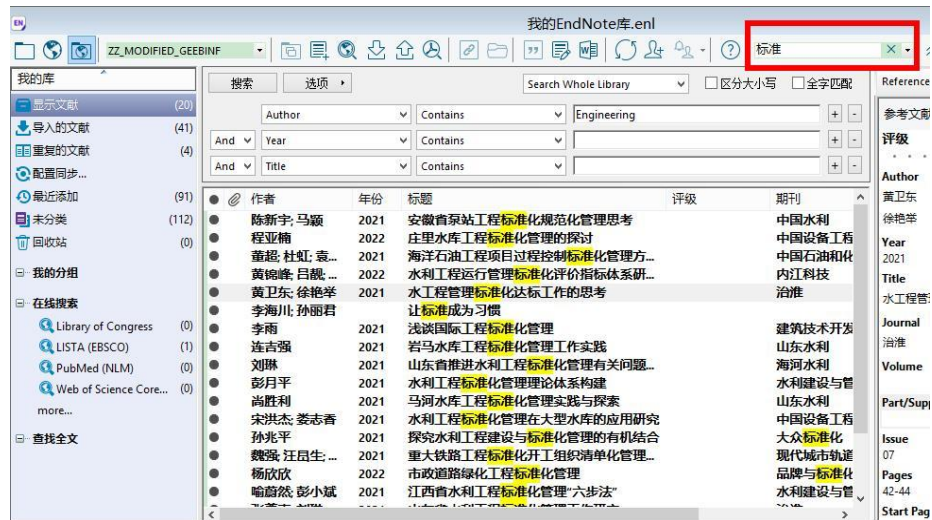 我的EndNote库.enl
ZZ_MODIFIED_GEEBINF
标准
我的库
显示文献 (20)
导入的文献 (41)
重复的文献 (4)
配置同步...
最近添加 (91)
未分类 (112)
回收站 (0)
我的分组
在线搜索
Library of Congress (0)
LISTA (EBSCO) (1)
PubMed (NLM) (0)
Web of Science Core... (0)
more...
查找全文
搜索 选项 Search Whole Library 区分大小写 全字匹配
Author Contains Engineering + -
And Year Contains + -
And Title Contains + -
作者 年份 标题 评级 期刊
陈新宇; 马颖 2021 安徽省泵站工程标准化规范化管理思考 中国水利
程亚楠 2022 庄里水库工程标准化管理的探讨 中国设备工程
董超; 杜虹; 袁... 2021 海洋石油工程项目过程控制标准化管理方... 中国石油和化
黄锦峰; 吕靓; ... 2022 水利工程运行管理标准化评价指标体系研... 内江科技
黄卫东; 徐艳举 2021 水工程管理标准化达标工作的思考 治淮
李海川; 孙丽君 让标准成为习惯
李雨 2021 浅谈国际工程标准化管理 建筑技术开发
连吉强 2021 岩马水库工程标准化管理工作实践 山东水利
刘琳 2021 山东省推进水利工程标准化管理有关问题... 海河水利
彭月平 2021 水利工程标准化管理理论体系构建 水利建设与管
尚胜利 2021 马河水库工程标准化管理实践与探索 山东水利
宋洪杰; 娄志香 2021 水利工程标准化管理在大型水库的应用研究 中国设备工程
孙兆平 2021 探究水利工程建设与标准化管理的有机结合 大众标准化
魏强; 汪吕生; ... 2021 重大铁路工程标准化开工组织清单化管理... 现代城市轨道
杨欣欣 2022 市政道路绿化工程标准化管理 品牌与标准化
喻蔚然; 彭小斌 2021 江西省水利工程标准化管理“六步法” 水利建设与管
Reference
参考文献
评级
Author
黄卫东
徐艳举
Year
2021
Title
水工程管理
Journal
治淮
Volume
Part/Supp
Issue
07
Pages
42-44
Start Pag